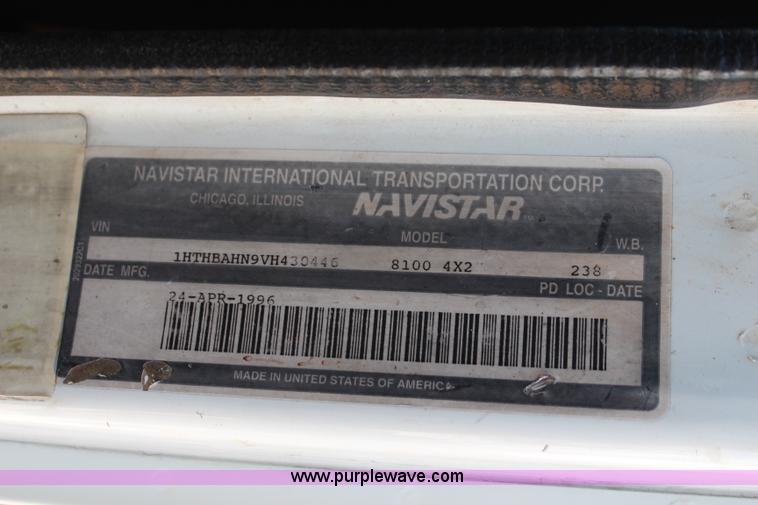 NAVISTAR INTERNATIONAL TRANSPORTATION CORP.
CHICAGO, ILLINOIS NAVISTAR
VIN MODEL W.B.
1HTHBAHN9VH430446 8100 4X2 238
DATE MFG. PD LOC - DATE
24-APR-1996
MADE IN UNITED STATES OF AMERICA
www.purplewave.com